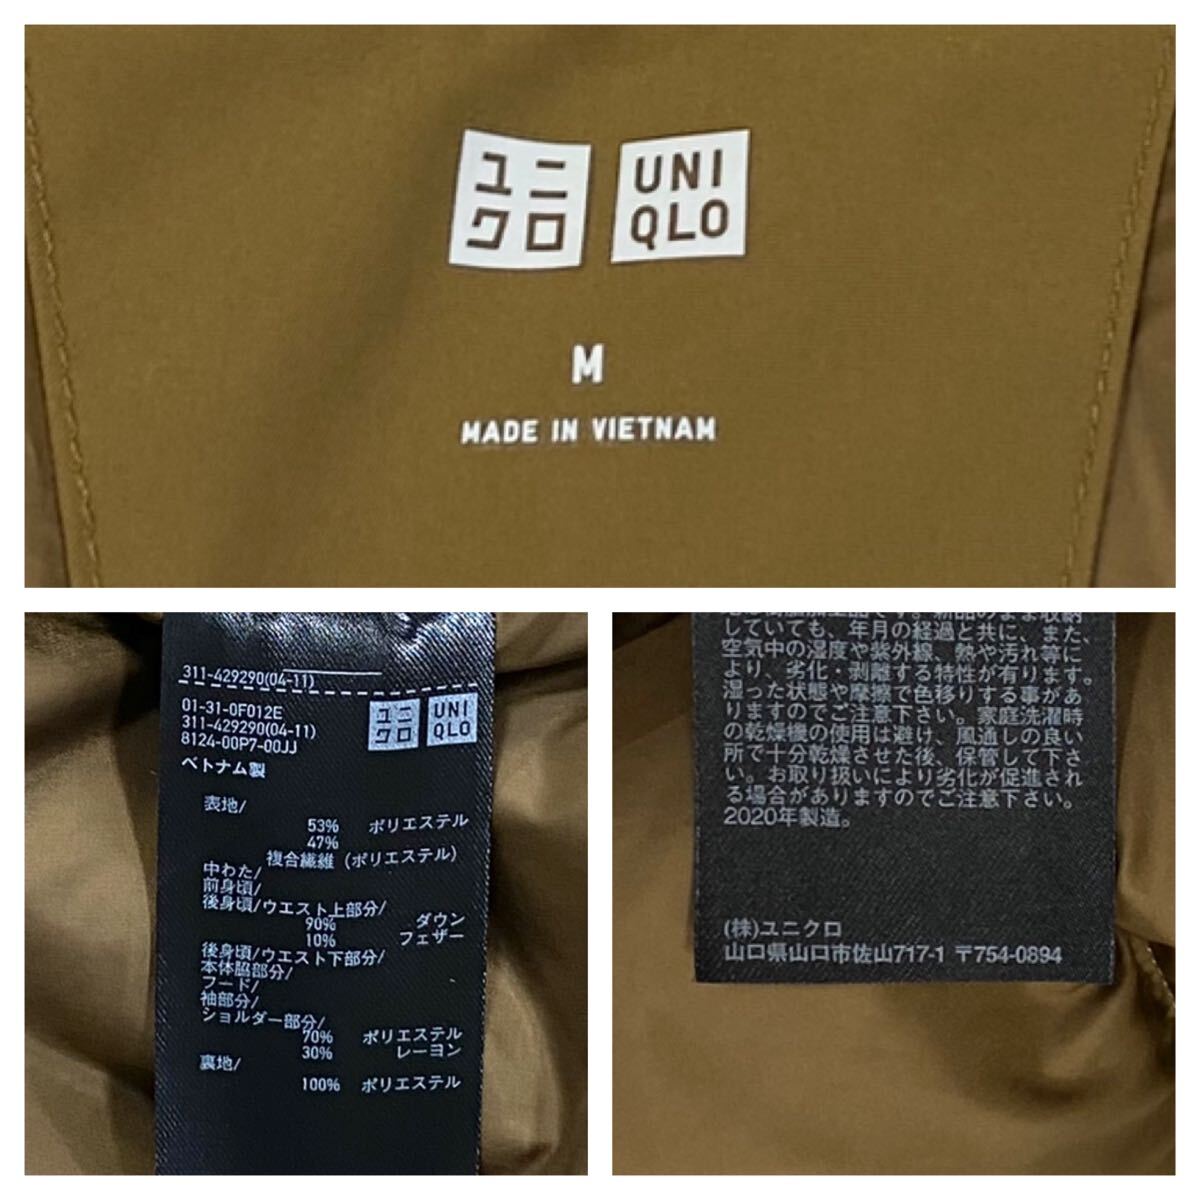 ユニ
クロ
UNI
QLO
M
MADE IN VIETNAM
311-429290(04-11)
01-31-0F012E
311-429290(04-11)
8124-00P7-00JJ
ユニ
クロ
UNI
QLO
ベトナム製
表地/
53% ポリエステル
47%
複合繊維 (ポリエステル)
中わた/
前身頃/
後身頃/ウエスト上部分/
90% ダウン
10% フェザー
後身頃/ウエスト下部分/
本体脇部分/
フード/
袖部分/
ショルダー部分/
70% ポリエステル
30% レーヨン
裏地/
100% ポリエステル
していても、年月の経過と共に、また、
空気中の湿度や紫外線、熱や汚れ等に
より、劣化・剥離する特性が有ります。
湿った状態や摩擦で色移りする事があ
りますのでご注意下さい。家庭洗濯時
の乾燥機の使用は避け、風通しの良い
所で十分乾燥させた後、保管して下さ
い。お取り扱いにより劣化が促進され
る場合がありますのでご注意下さい。
2020年製造。
(株)ユニクロ
山口県山口市佐山717-1 〒754-0894